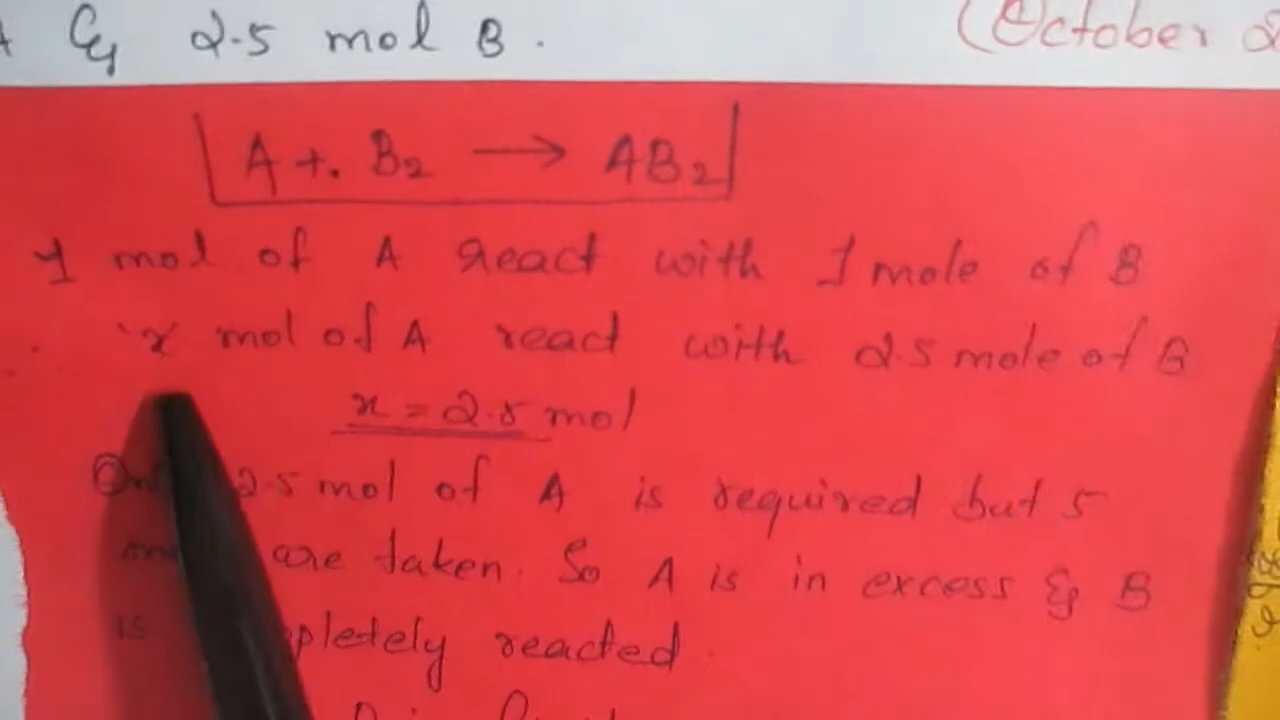 & 2.5 mol B.
(October
A + B2 → AB2
1 mol of A react with 1 mole of B
x mol of A react with 2.5 mole of B
x = 2.5 mol
2.5 mol of A is required but 5
are taken. So A is in excess & B
is pletely reacted